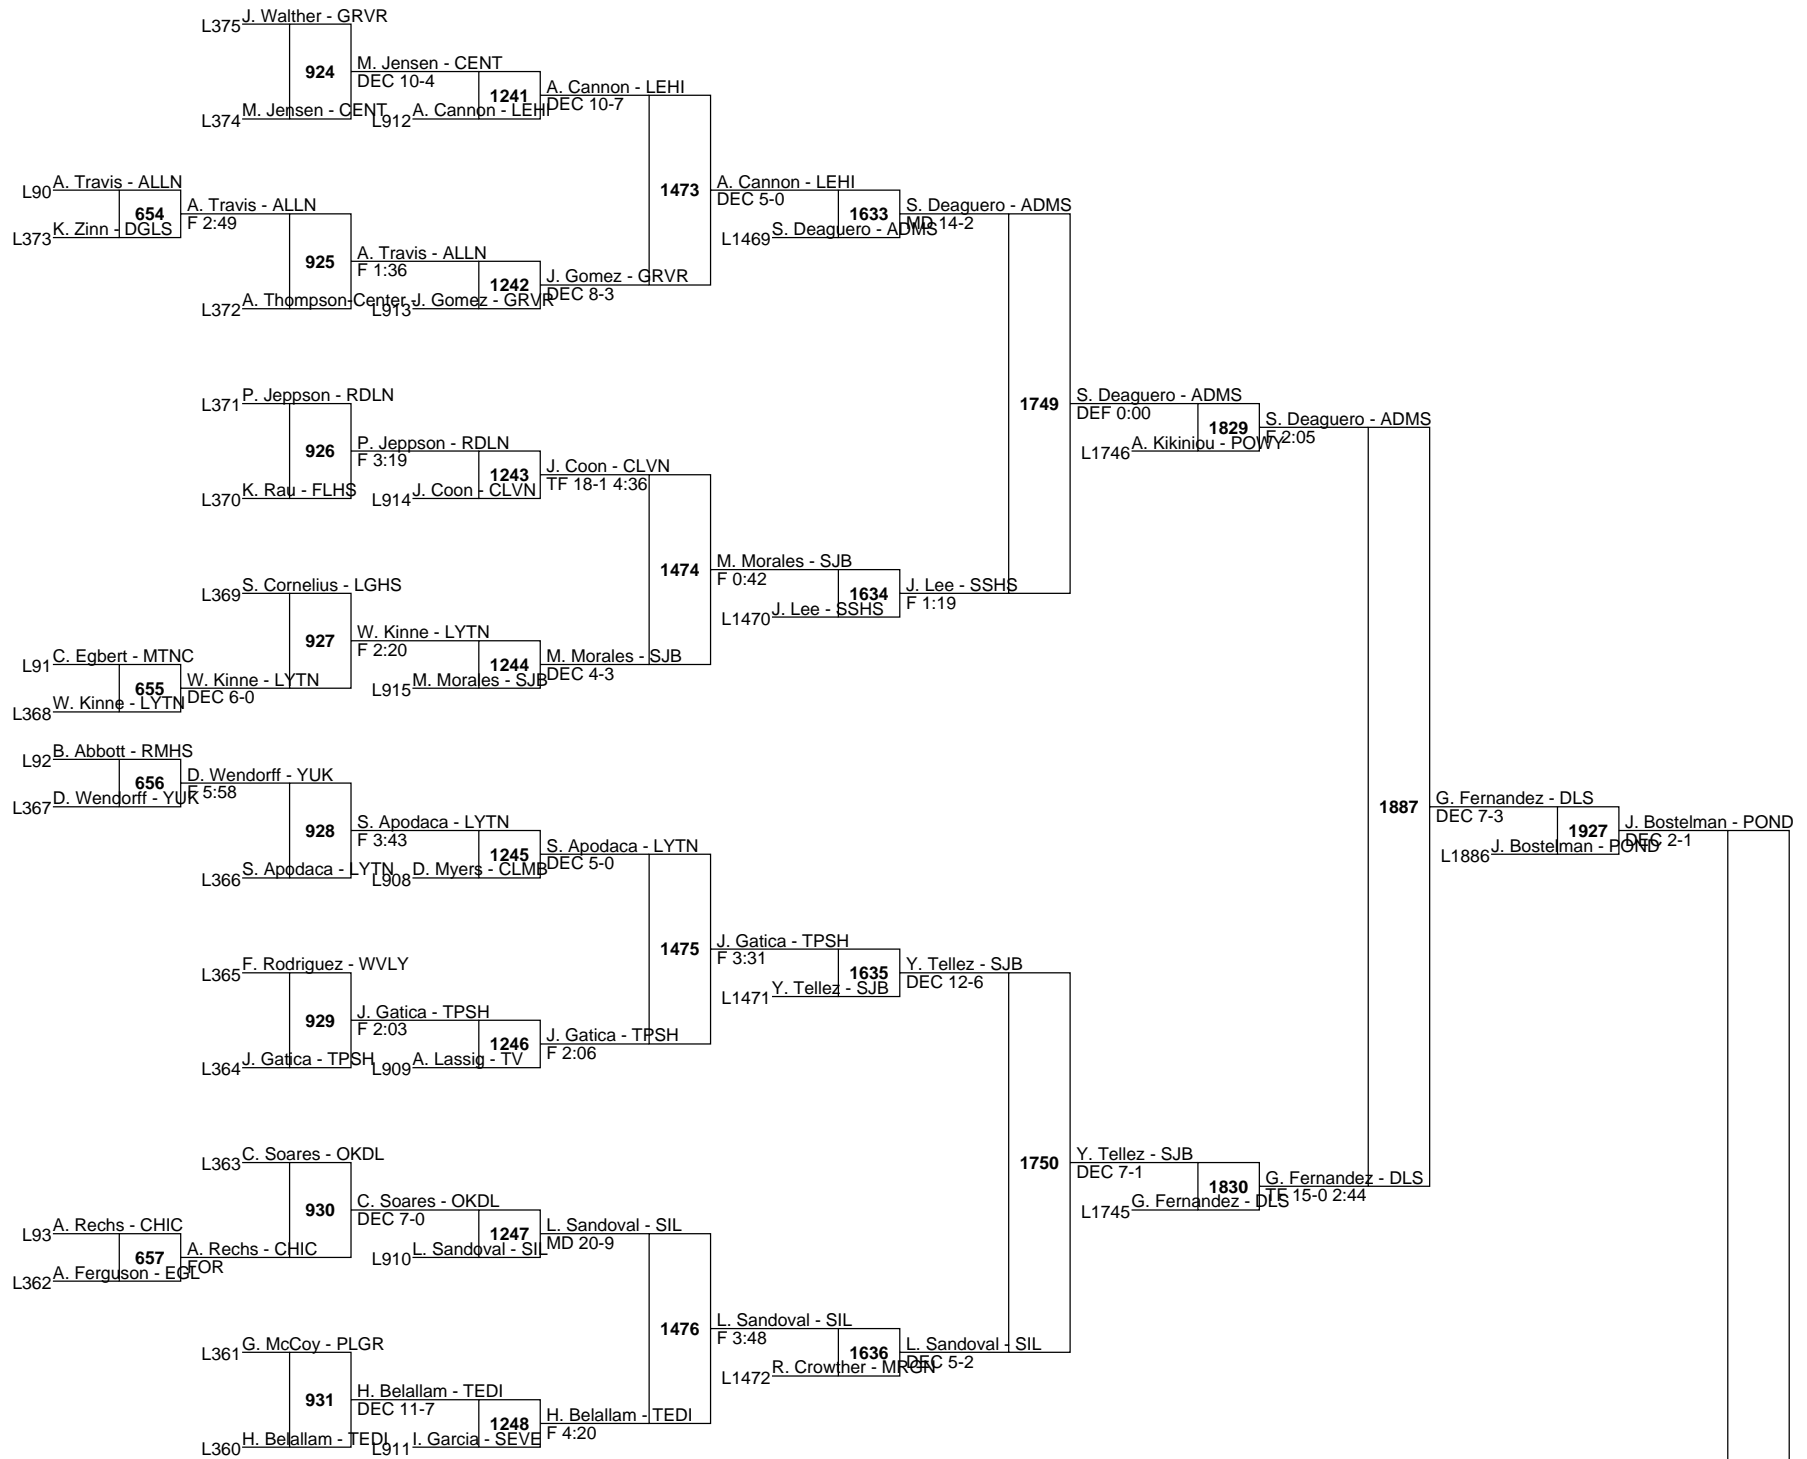 J. Walther - GRVR
L375
924
M. Jensen - CENT
DEC 10-4
M. Jensen - CENT
L374
1241
A. Cannon - LEHI
L912
A. Cannon - LEHI
DEC 10-7
A. Travis - ALLN
L90
654
K. Zinn - DGLS
L373
A. Travis - ALLN
F 2:49
925
A. Thompson-Center
L372
A. Travis - ALLN
F 1:36
1242
J. Gomez - GRVR
L913
J. Gomez - GRVR
DEC 8-3
1473
A. Cannon - LEHI
DEC 5-0
1633
S. Deaguero - ADMS
L1469
S. Deaguero - ADMS
MD 14-2
P. Jeppson - RDLN
L371
926
K. Rau - FLHS
L370
P. Jeppson - RDLN
F 3:19
1243
J. Coon - CLVN
L914
J. Coon - CLVN
TF 18-1 4:36
S. Cornelius - LGHS
L369
927
C. Egbert - MTNC
L91
655
W. Kinne - LYTN
L368
W. Kinne - LYTN
DEC 6-0
W. Kinne - LYTN
F 2:20
1244
M. Morales - SJB
L915
M. Morales - SJB
DEC 4-3
1474
M. Morales - SJB
F 0:42
1634
J. Lee - SSHS
L1470
J. Lee - SSHS
F 1:19
1749
S. Deaguero - ADMS
DEF 0:00
1829
A. Kikiniou - POWY
L1746
S. Deaguero - ADMS
F 2:05
B. Abbott - RMHS
L92
656
D. Wendorff - YUK
L367
D. Wendorff - YUK
F 5:58
928
S. Apodaca - LYTN
L366
S. Apodaca - LYTN
F 3:43
1245
D. Myers - CLMB
L908
S. Apodaca - LYTN
DEC 5-0
F. Rodriguez - WVLY
L365
929
J. Gatica - TPSH
L364
J. Gatica - TPSH
F 2:03
1246
A. Lassig - TV
L909
J. Gatica - TPSH
F 2:06
1475
J. Gatica - TPSH
F 3:31
1635
Y. Tellez - SJB
L1471
Y. Tellez - SJB
DEC 12-6
C. Soares - OKDL
L363
930
A. Rechs - CHIC
L93
657
A. Ferguson - EGL
L362
A. Rechs - CHIC
FOR
C. Soares - OKDL
DEC 7-0
1247
L. Sandoval - SIL
L910
L. Sandoval - SIL
MD 20-9
G. McCoy - PLGR
L361
931
H. Belallam - TEDI
L360
H. Belallam - TEDI
DEC 11-7
1248
I. Garcia - SEVE
L911
H. Belallam - TEDI
F 4:20
1476
L. Sandoval - SIL
F 3:48
1636
R. Crowther - MRGN
L1472
L. Sandoval - SIL
DEC 5-2
1750
Y. Tellez - SJB
DEC 7-1
1830
G. Fernandez - DLS
L1745
G. Fernandez - DLS
TF 15-0 2:44
1887
G. Fernandez - DLS
DEC 7-3
1927
J. Bostelman - POND
L1886
J. Bostelman - POND
DEC 2-1